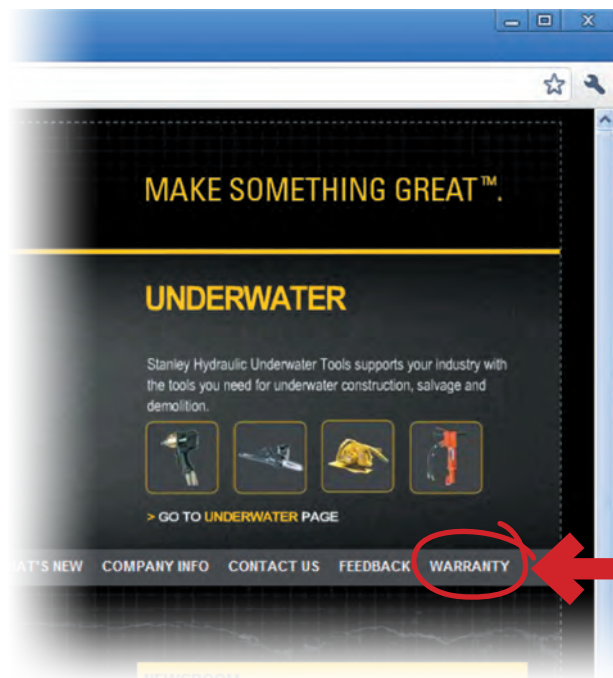 MAKE SOMETHING GREAT™.
UNDERWATER
Stanley Hydraulic Underwater Tools supports your industry with
the tools you need for underwater construction, salvage and
demolition.
> GO TO UNDERWATER PAGE
NEW COMPANY INFO CONTACT US FEEDBACK WARRANTY